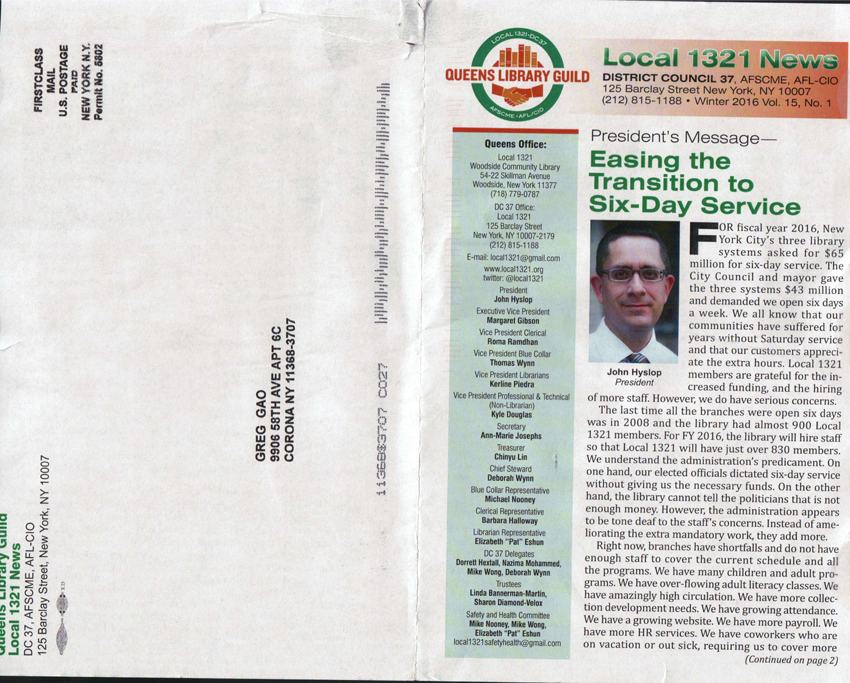 FIRSTCLASS
MAIL
U.S. POSTAGE
PAID
NEW YORK N.Y.
Permit No. 5802
GREG GAO
9906 58TH AVE APT 6C
CORONA NY 11368-3707
11368$3707 C027
Queens Library Guild
Local 1321 News
DC 37, AFSCME, AFL-CIO
125 Barclay Street, New York, NY 10007
LOCAL 1321•DC37
QUEENS LIBRARY GUILD
AFSCME•AFL/CIO
Local 1321 News
DISTRICT COUNCIL 37, AFSCME, AFL-CIO
125 Barclay Street New York, NY 10007
(212) 815-1188 • Winter 2016 Vol. 15, No. 1
Queens Office:
Local 1321
Woodside Community Library
54-22 Skillman Avenue
Woodside, New York 11377
(718) 779-0787
DC 37 Office:
Local 1321
125 Barclay Street
New York, NY 10007-2179
(212) 815-1188
E-mail: local1321@gmail.com
www.local1321.org
twitter: @local1321
President
John Hyslop
Executive Vice President
Margaret Gibson
Vice President Clerical
Roma Ramdhan
Vice President Blue Collar
Thomas Wynn
Vice President Librarians
Kerline Piedra
Vice President Professional & Technical
(Non-Librarian)
Kyle Douglas
Secretary
Ann-Marie Josephs
Treasurer
Chinyu Lin
Chief Steward
Deborah Wynn
Blue Collar Representative
Michael Nooney
Clerical Representative
Barbara Halloway
Librarian Representative
Elizabeth "Pat" Eshun
DC 37 Delegates
Dorrett Hextall, Nazima Mohammed,
Mike Wong, Deborah Wynn
Trustees
Linda Bannerman-Martin,
Sharon Diamond-Velox
Safety and Health Committee
Mike Nooney, Mike Wong,
Elizabeth "Pat" Eshun
local1321safetyhealth@gmail.com
President's Message—
Easing the
Transition to
Six-Day Service
John Hyslop
President
FOR fiscal year 2016, New
York City's three library
systems asked for $65
million for six-day service. The
City Council and mayor gave
the three systems $43 million
and demanded we open six days
a week. We all know that our
communities have suffered for
years without Saturday service
and that our customers appreci-
ate the extra hours. Local 1321
members are grateful for the in-
creased funding, and the hiring
of more staff. However, we do have serious concerns.
The last time all the branches were open six days
was in 2008 and the library had almost 900 Local
1321 members. For FY 2016, the library will hire staff
so that Local 1321 will have just over 830 members.
We understand the administration's predicament. On
one hand, our elected officials dictated six-day service
without giving us the necessary funds. On the other
hand, the library cannot tell the politicians that is not
enough money. However, the administration appears
to be tone deaf to the staff's concerns. Instead of ame-
liorating the extra mandatory work, they add more.
Right now, branches have shortfalls and do not have
enough staff to cover the current schedule and all
the programs. We have many children and adult pro-
grams. We have over-flowing adult literacy classes. We
have amazingly high circulation. We have more collec-
tion development needs. We have growing attendance.
We have a growing website. We have more payroll. We
have more HR services. We have coworkers who are
on vacation or out sick, requiring us to cover more
(Continued on page 2)